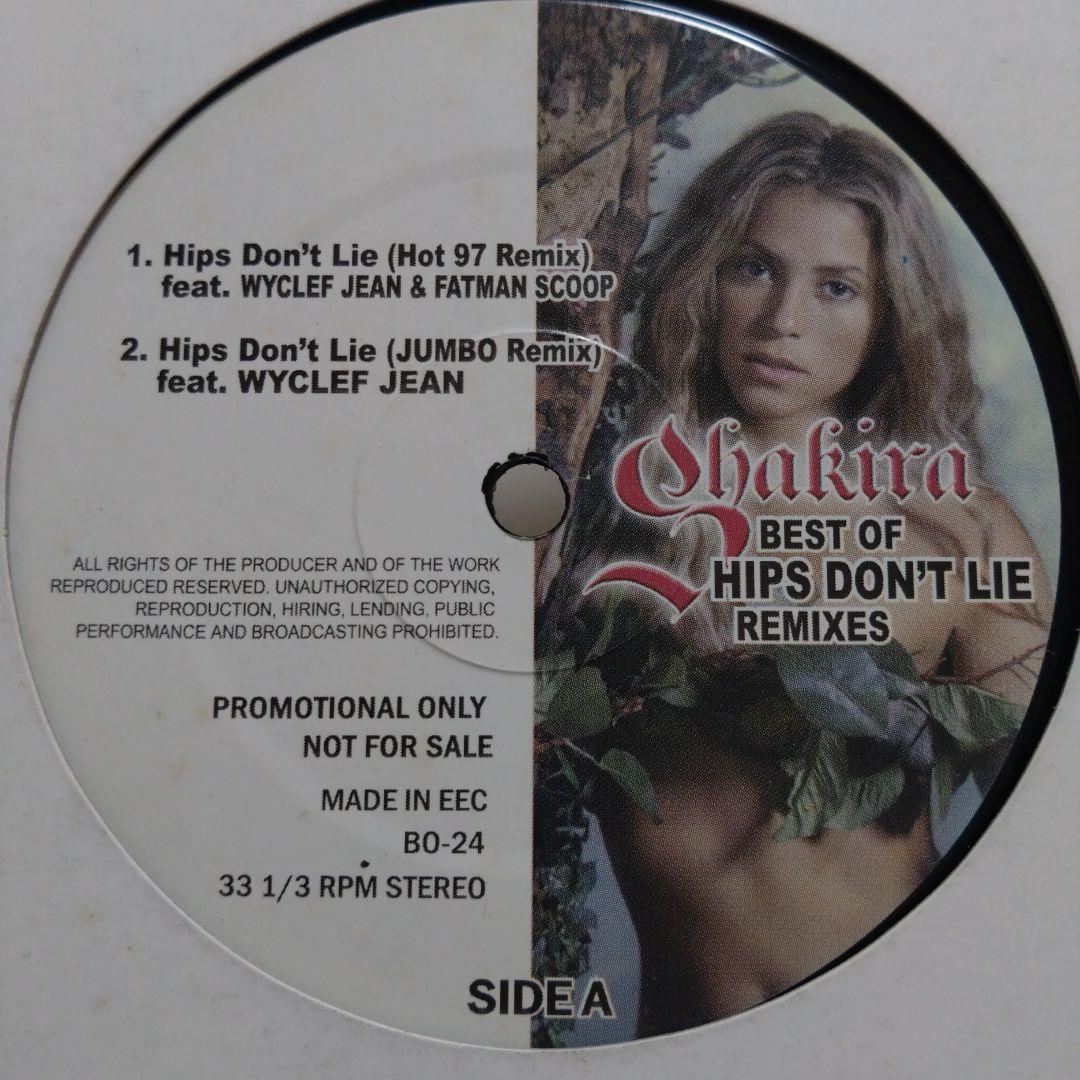 1. Hips Don't Lie (Hot 97 Remix)
feat. WYCLEF JEAN & FATMAN SCOOP
2. Hips Don't Lie (JUMBO Remix)
feat. WYCLEF JEAN
Shakira
BEST OF
HIPS DON'T LIE
REMIXES
ALL RIGHTS OF THE PRODUCER AND OF THE WORK
REPRODUCED RESERVED. UNAUTHORIZED COPYING,
REPRODUCTION, HIRING, LENDING, PUBLIC
PERFORMANCE AND BROADCASTING PROHIBITED.
PROMOTIONAL ONLY
NOT FOR SALE
MADE IN EEC
BO-24
33 1/3 RPM STEREO
SIDE A